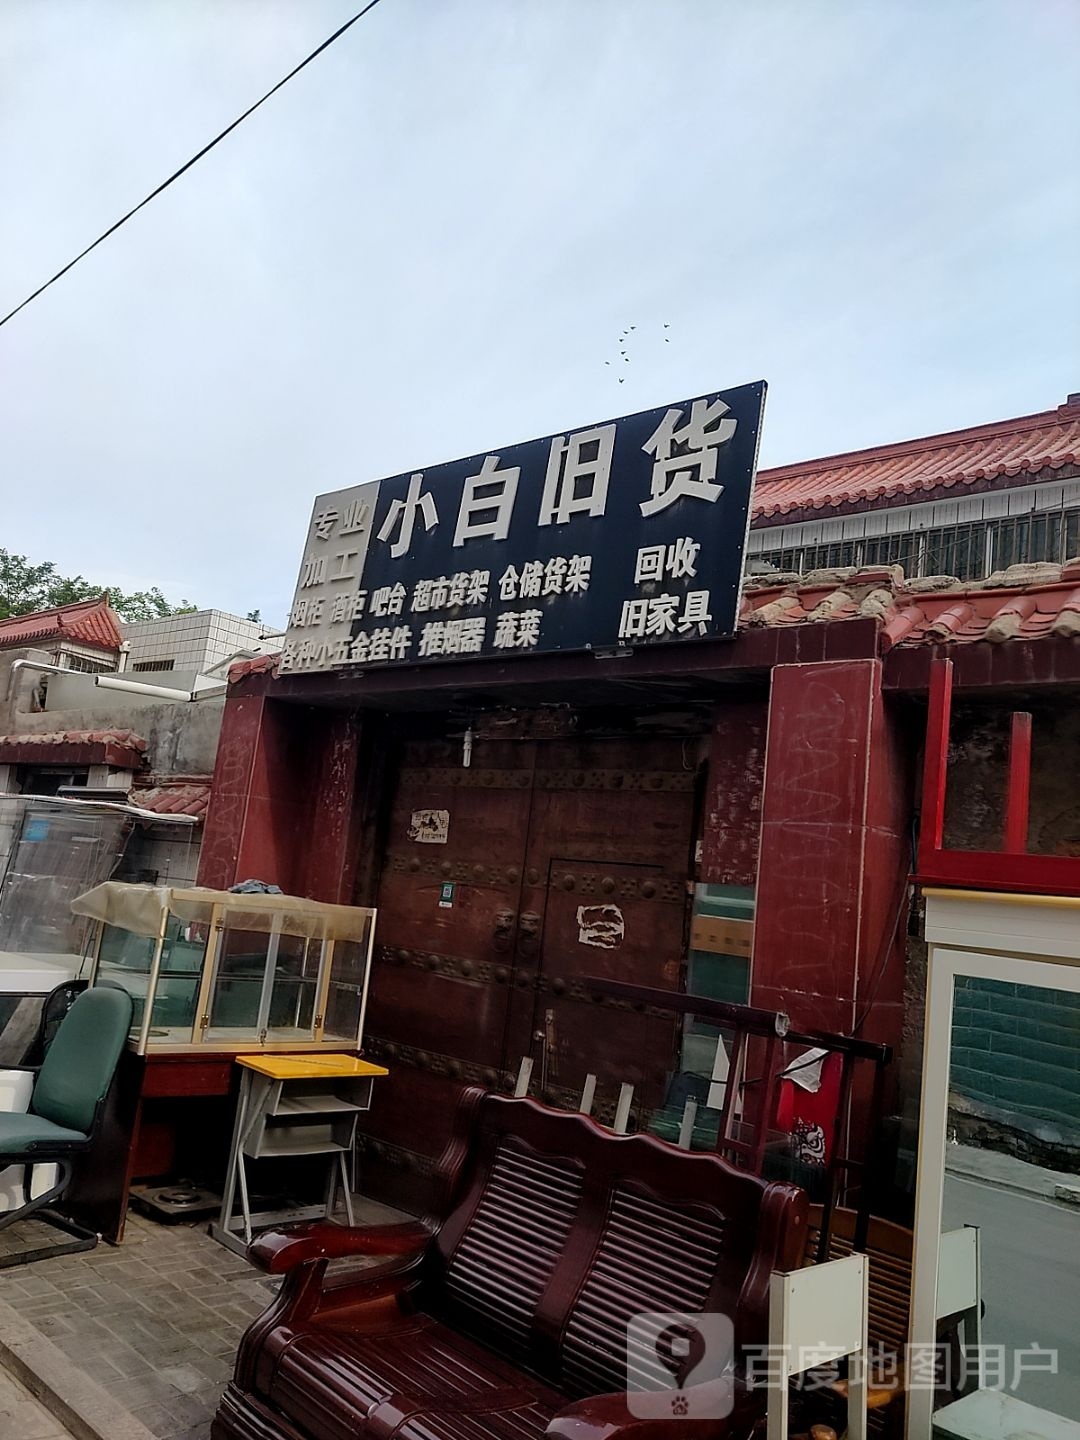 专业
加工
小白旧货
烟柜 酒柜 吧台 超市货架 仓储货架
各种小五金挂件 推烟器 蔬菜
回收
旧家具
百度地图用户